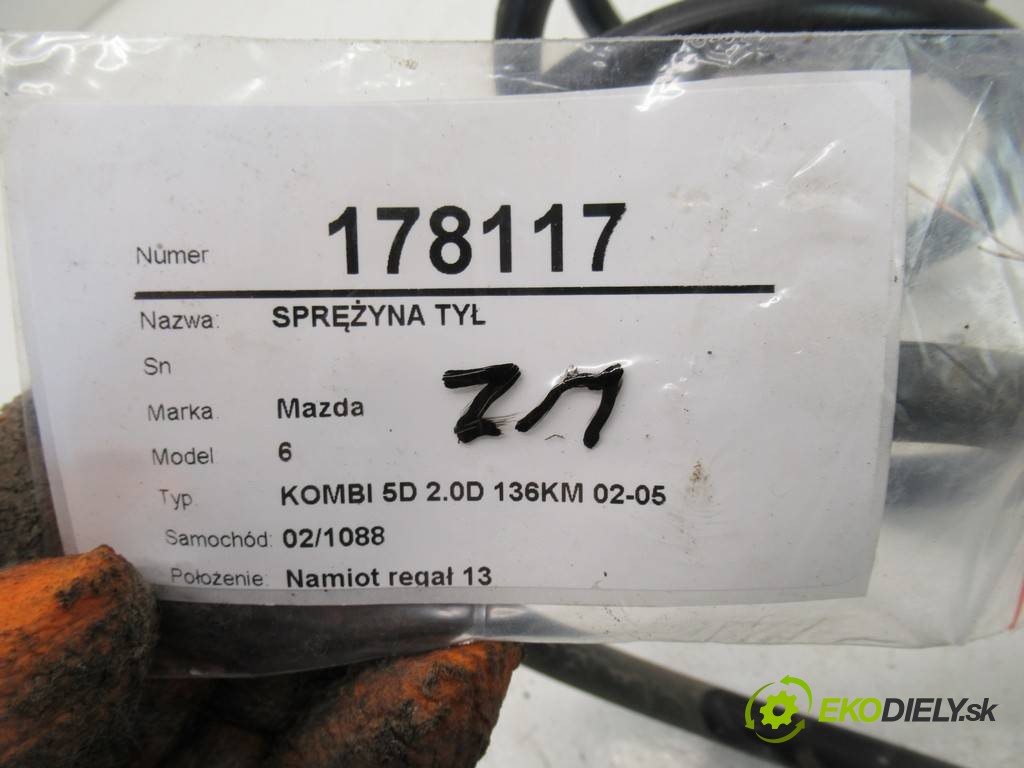 Numer 178117
Nazwa: SPRĘŻYNA TYŁ
Sn
Marka Mazda
Model 6
Typ KOMBI 5D 2.0D 136KM 02-05
Samochód: 02/1088
Położenie: Namiot regał 13
EKODIELY.sk